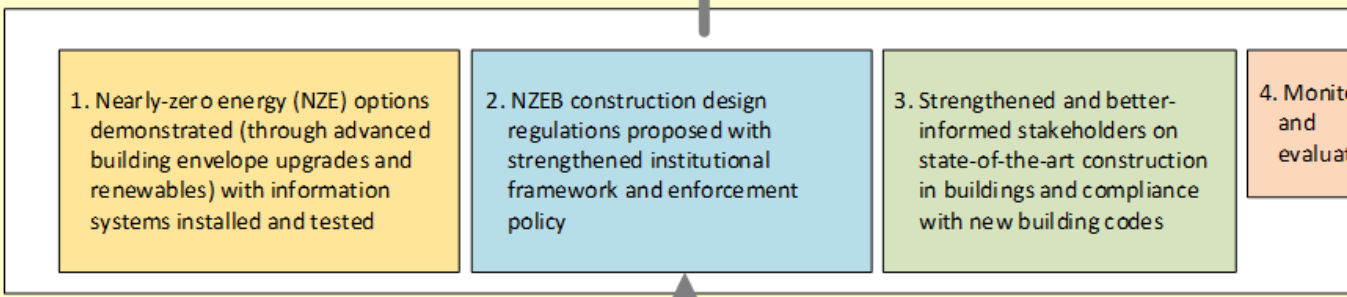 1. Nearly-zero energy (NZE) options
demonstrated (through advanced
building envelope upgrades and
renewables) with information
systems installed and tested
2. NZEB construction design
regulations proposed with
strengthened institutional
framework and enforcement
policy
3. Strengthened and better-
informed stakeholders on
state-of-the-art construction
in buildings and compliance
with new building codes
4.
and